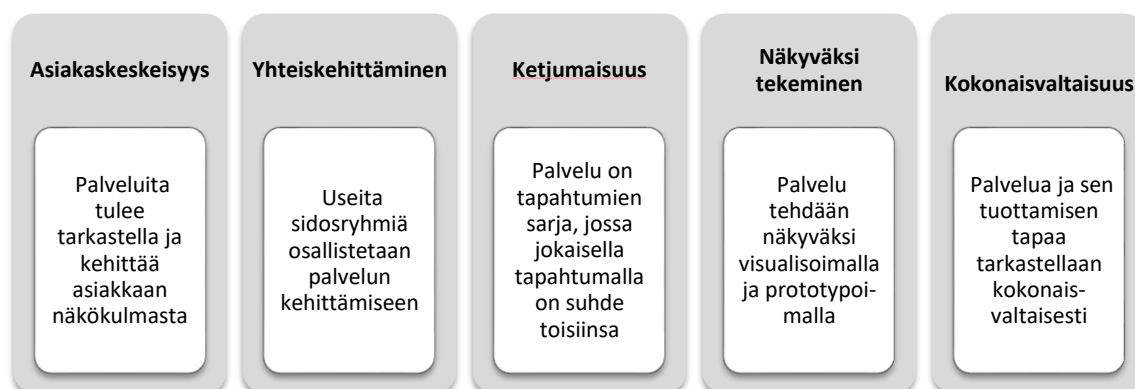 Asiakaskeskeisyys
Palveluita
tulee
tarkastella ja
kehittää
asiakkaan
näkökulmasta
Yhteiskehittäminen
Useita
sidosryhmiä
osallistetaan
palvelun
kehittämiseen
Ketjumaisuus
Palvelu on
tapahtumien
sarja, jossa
jokaisella
tapahtumalla
on suhde
toisiinsa
Näkyväksi
tekeminen
Palvelu
tehdään
näkyväksi
visualisoimalla
ja prototypoi-
malla
Kokonaisvaltaisuus
Palvelua ja sen
tuottamisen
tapaa
tarkastellaan
kokonais-
valtaisesti